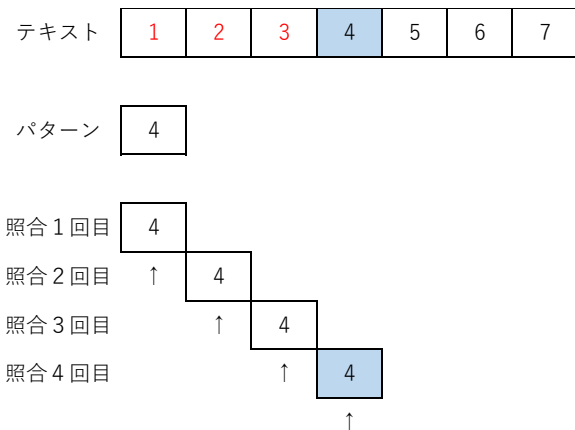 テキスト 1 2 3 4 5 6 7
パターン 4
照合1回目 4
照合2回目 ↑ 4
照合3回目 ↑ 4
照合4回目 ↑ 4
↑